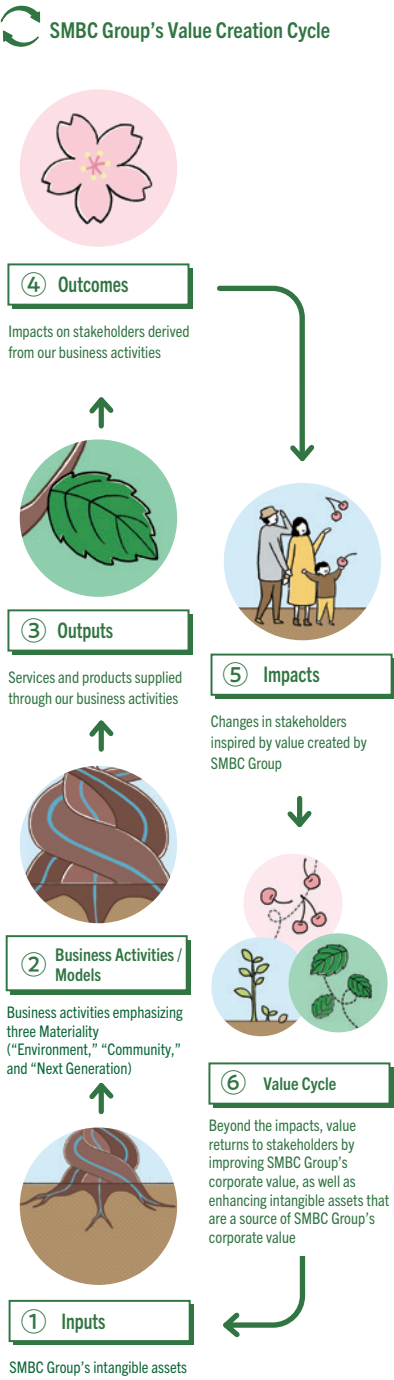 SMBC Group's Value Creation Cycle
④ Outcomes
Impacts on stakeholders derived
from our business activities
③ Outputs
Services and products supplied
through our business activities
② Business Activities /
Models
Business activities emphasizing
three Materiality
(“Environment,” “Community,”
and “Next Generation)
① Inputs
SMBC Group's intangible assets
⑤ Impacts
Changes in stakeholders
inspired by value created by
SMBC Group
⑥ Value Cycle
Beyond the impacts, value
returns to stakeholders by
improving SMBC Group's
corporate value, as well as
enhancing intangible assets that
are a source of SMBC Group's
corporate value